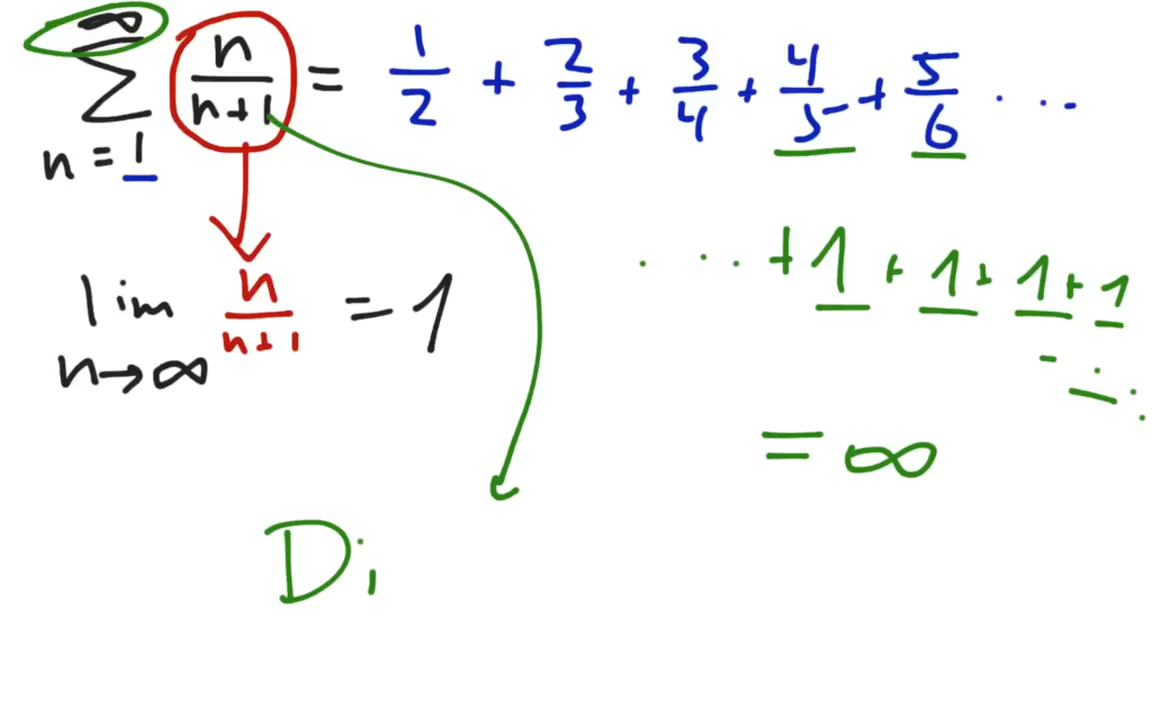 ∞
∑ n/(n+1) = 1/2 + 2/3 + 3/4 + 4/5 + 5/6 . . .
n = 1
. . . + 1 + 1 + 1 + 1 . . .
lim n/(n+1) = 1
n→∞
= ∞
Di